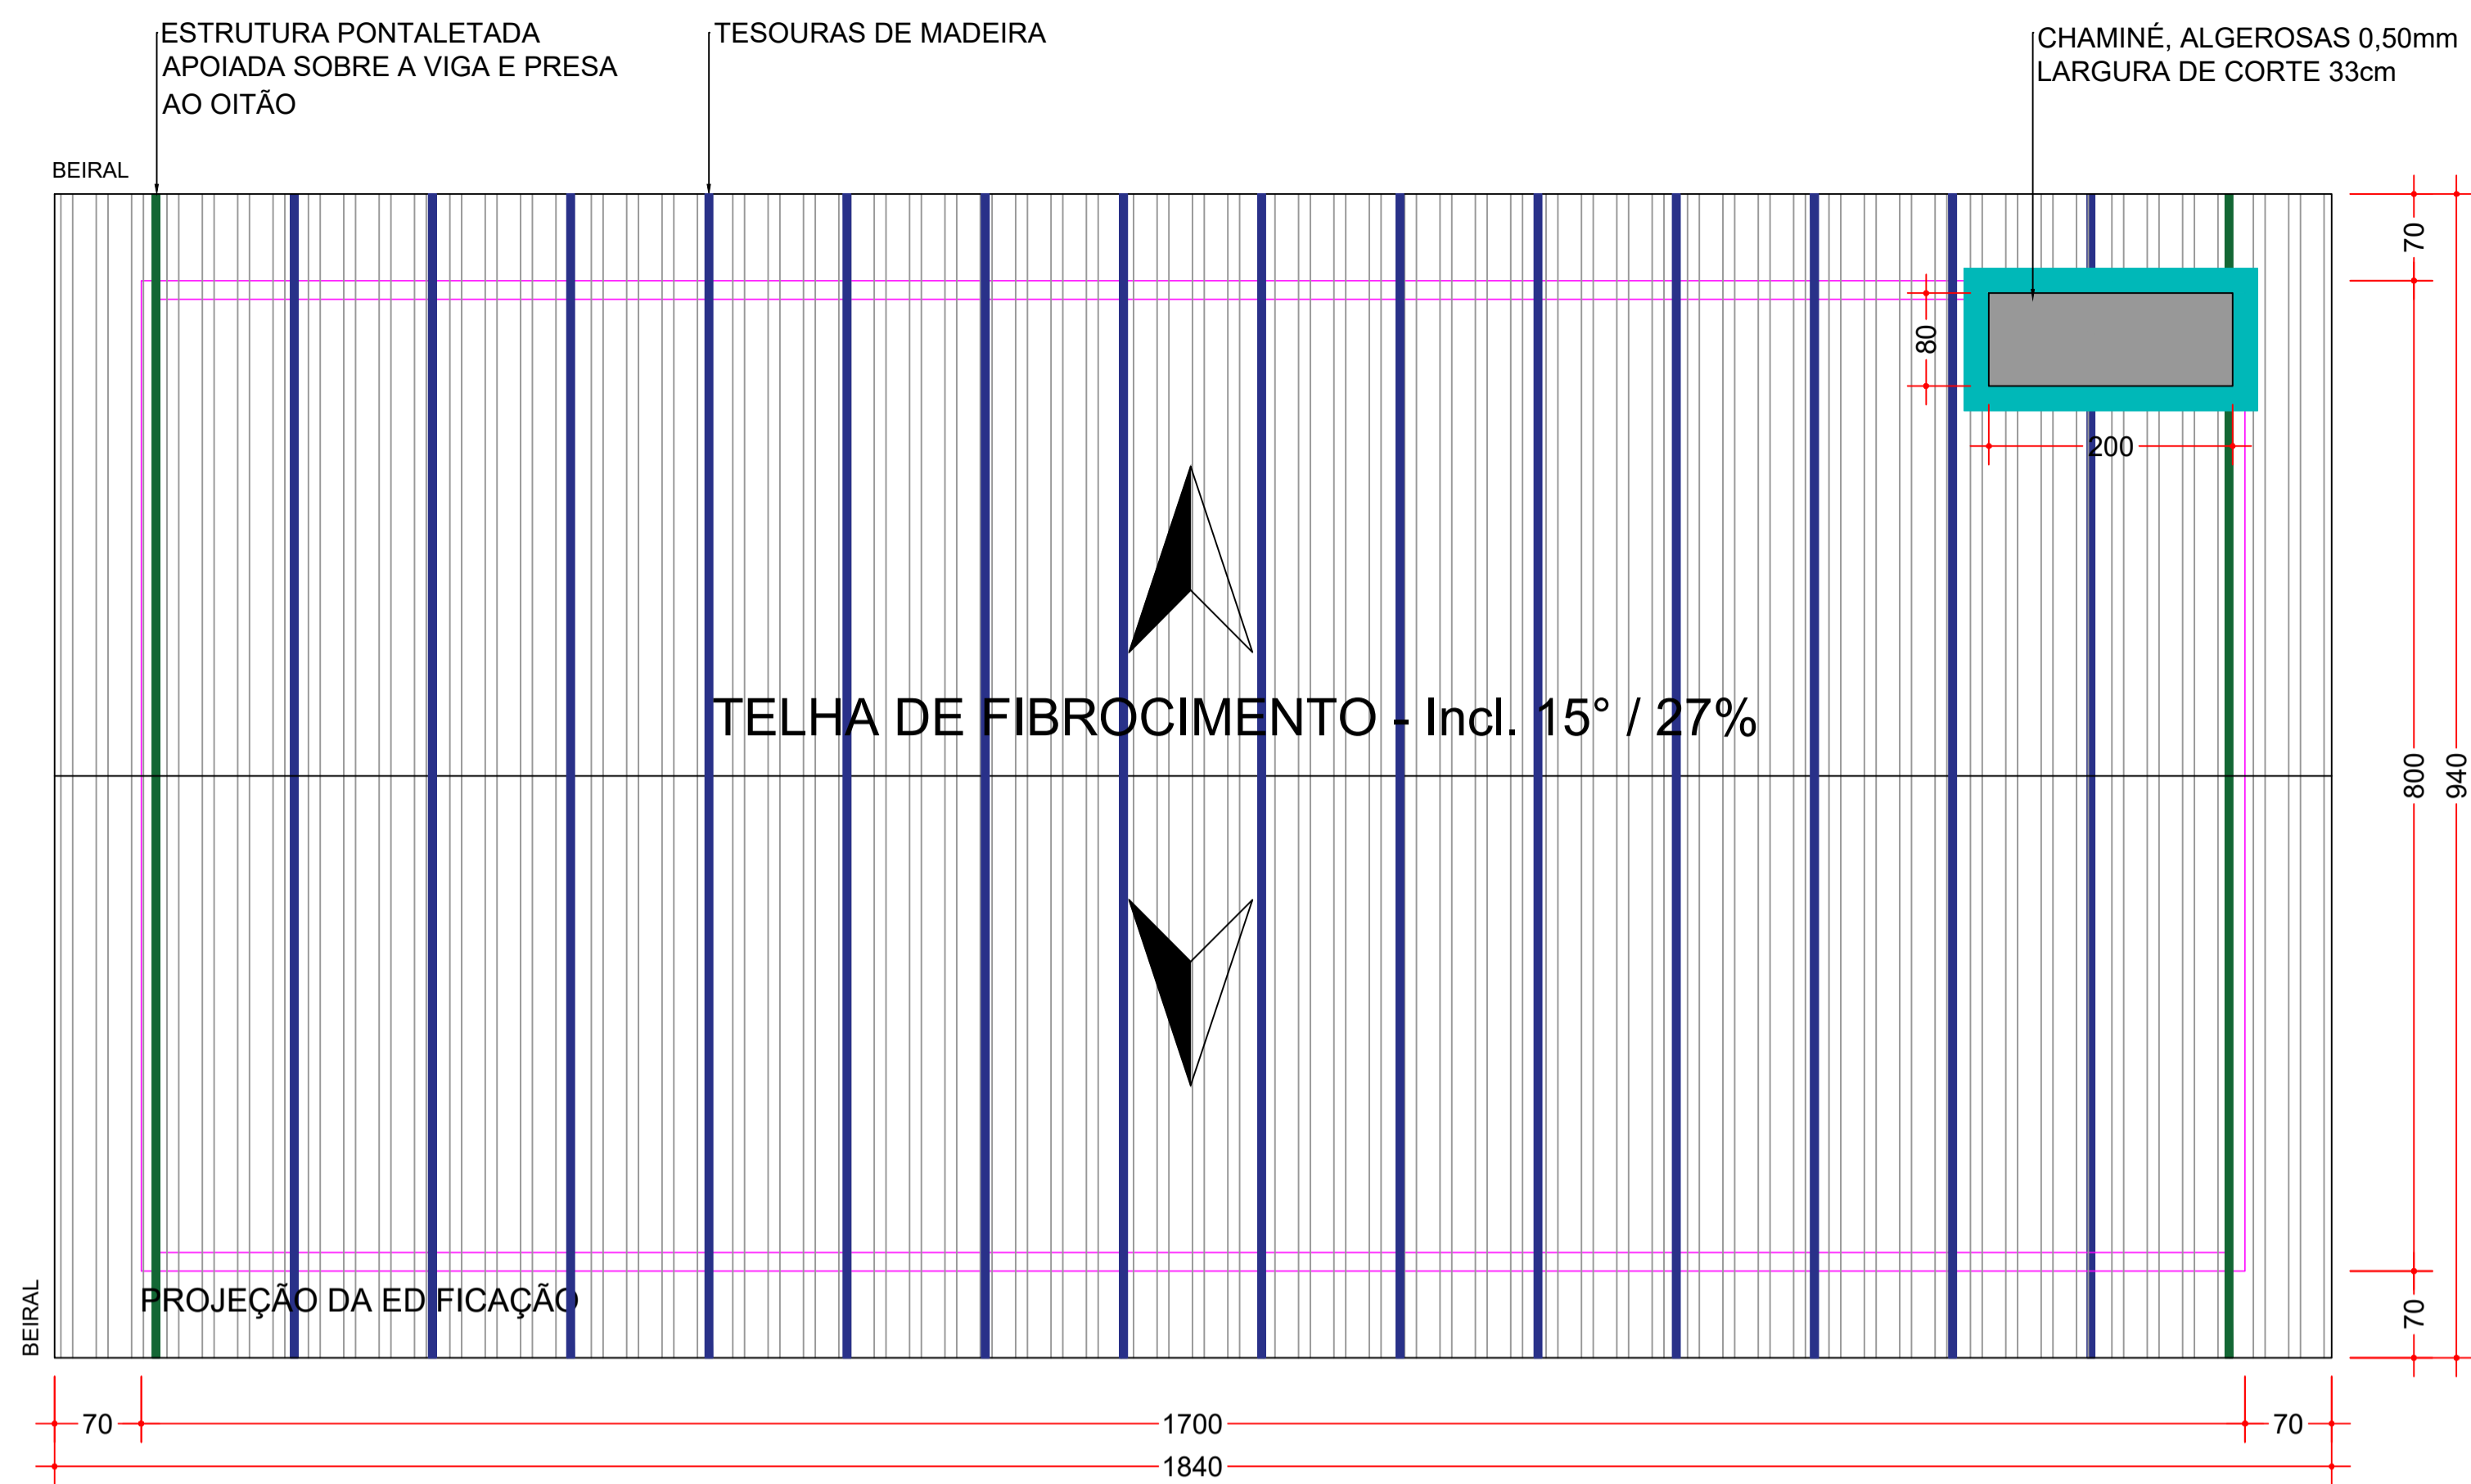 ESTRUTURA PONTALETADA
APOIADA SOBRE A VIGA E PRESA
AO OITÃO
TESOURAS DE MADEIRA
CHAMINÉ, ALGEROSAS 0,50mm
LARGURA DE CORTE 33cm
BEIRAL
70
80
200
TELHA DE FIBROCIMENTO - Incl. 15° / 27%
800
940
PROJEÇÃO DA ED FICAÇÃO
BEIRAL
70
70
1700
70
1840